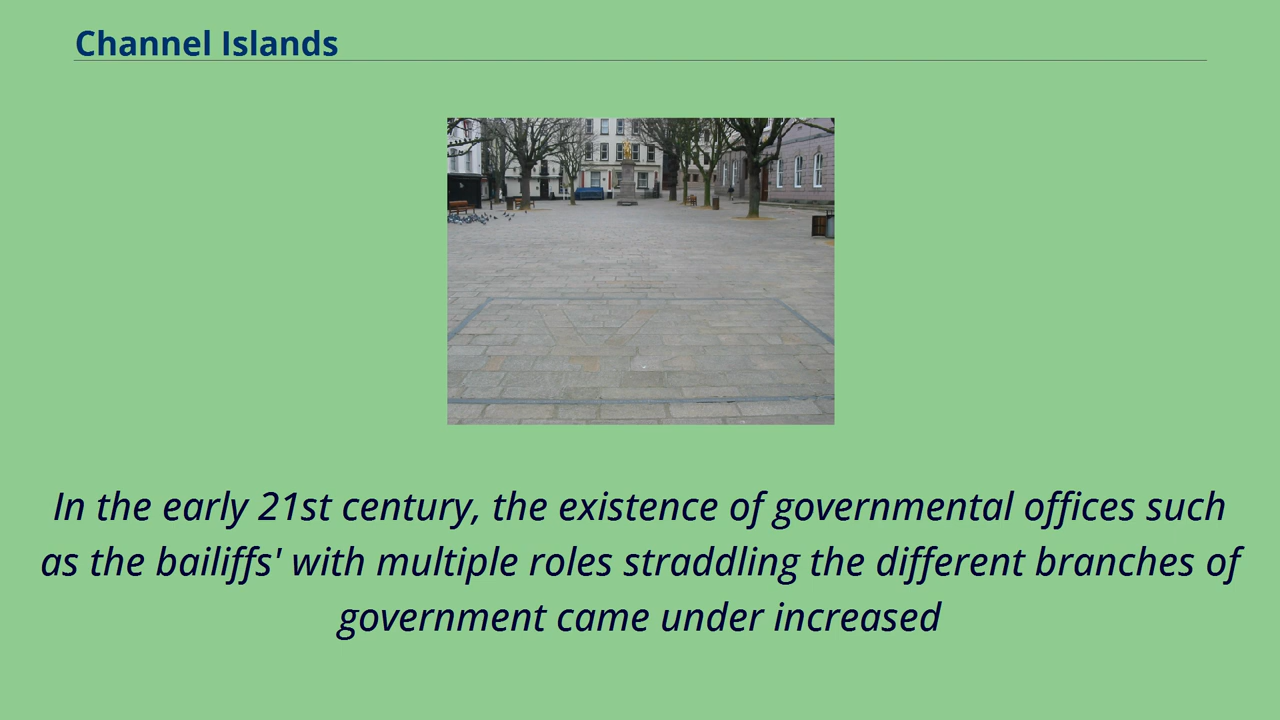 Channel Islands
In the early 21st century, the existence of governmental offices such
as the bailiffs' with multiple roles straddling the different branches of
government came under increased